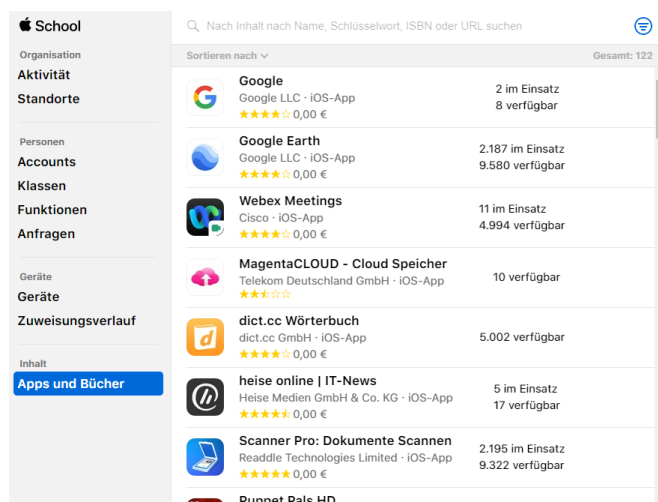 School
Nach Inhalt nach Name, Schlüsselwort, ISBN oder URL suchen
Organisation
Aktivität
Standorte
Personen
Accounts
Klassen
Funktionen
Anfragen
Geräte
Geräte
Zuweisungsverlauf
Inhalt
Apps und Bücher
Sortieren nach
Gesamt: 122
Google
Google LLC · iOS-App
0,00 €
2 im Einsatz
8 verfügbar
Google Earth
Google LLC · iOS-App
0,00 €
2.187 im Einsatz
9.580 verfügbar
Webex Meetings
Cisco · iOS-App
0,00 €
11 im Einsatz
4.994 verfügbar
MagentaCLOUD - Cloud Speicher
Telekom Deutschland GmbH · iOS-App
10 verfügbar
dict.cc Wörterbuch
dict.cc GmbH · iOS-App
0,00 €
5.002 verfügbar
heise online | IT-News
Heise Medien GmbH & Co. KG · iOS-App
0,00 €
5 im Einsatz
17 verfügbar
Scanner Pro: Dokumente Scannen
Readdle Technologies Limited · iOS-App
0,00 €
2.195 im Einsatz
9.322 verfügbar
Puppet Pals HD